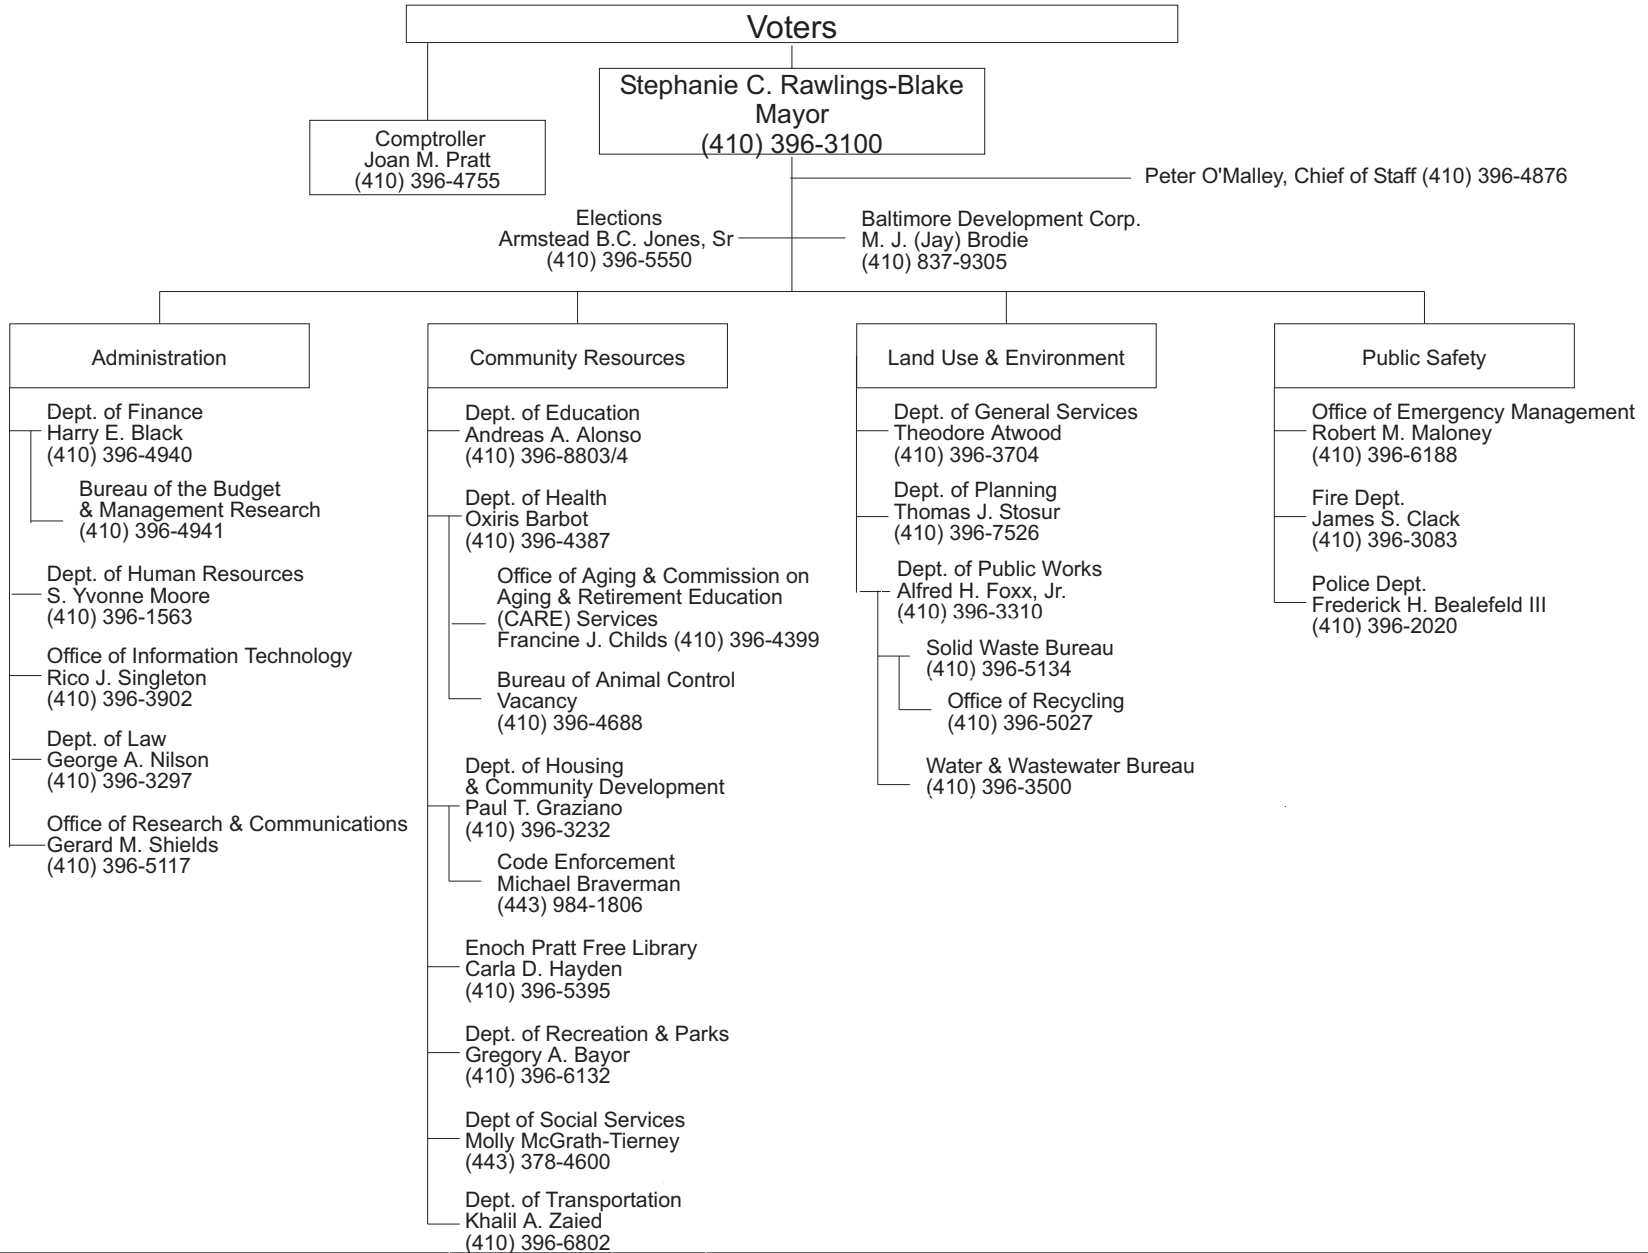 Voters
Stephanie C. Rawlings-Blake
Mayor
(410) 396-3100
Comptroller
Joan M. Pratt
(410) 396-4755
Peter O'Malley, Chief of Staff (410) 396-4876
Elections
Armstead B.C. Jones, Sr
(410) 396-5550
Baltimore Development Corp.
M. J. (Jay) Brodie
(410) 837-9305
Administration
Dept. of Finance
Harry E. Black
(410) 396-4940
Bureau of the Budget
& Management Research
(410) 396-4941
Dept. of Human Resources
S. Yvonne Moore
(410) 396-1563
Office of Information Technology
Rico J. Singleton
(410) 396-3902
Dept. of Law
George A. Nilson
(410) 396-3297
Office of Research & Communications
Gerard M. Shields
(410) 396-5117
Community Resources
Dept. of Education
Andreas A. Alonso
(410) 396-8803/4
Dept. of Health
Oxiris Barbot
(410) 396-4387
Office of Aging & Commission on
Aging & Retirement Education
(CARE) Services
Francine J. Childs (410) 396-4399
Bureau of Animal Control
Vacancy
(410) 396-4688
Dept. of Housing
& Community Development
Paul T. Graziano
(410) 396-3232
Code Enforcement
Michael Braverman
(443) 984-1806
Enoch Pratt Free Library
Carla D. Hayden
(410) 396-5395
Dept. of Recreation & Parks
Gregory A. Bayor
(410) 396-6132
Dept of Social Services
Molly McGrath-Tierney
(443) 378-4600
Dept. of Transportation
Khalil A. Zaied
(410) 396-6802
Land Use & Environment
Dept. of General Services
Theodore Atwood
(410) 396-3704
Dept. of Planning
Thomas J. Stosur
(410) 396-7526
Dept. of Public Works
Alfred H. Foxx, Jr.
(410) 396-3310
Solid Waste Bureau
(410) 396-5134
Office of Recycling
(410) 396-5027
Water & Wastewater Bureau
(410) 396-3500
Public Safety
Office of Emergency Management
Robert M. Maloney
(410) 396-6188
Fire Dept.
James S. Clack
(410) 396-3083
Police Dept.
Frederick H. Bealefeld III
(410) 396-2020